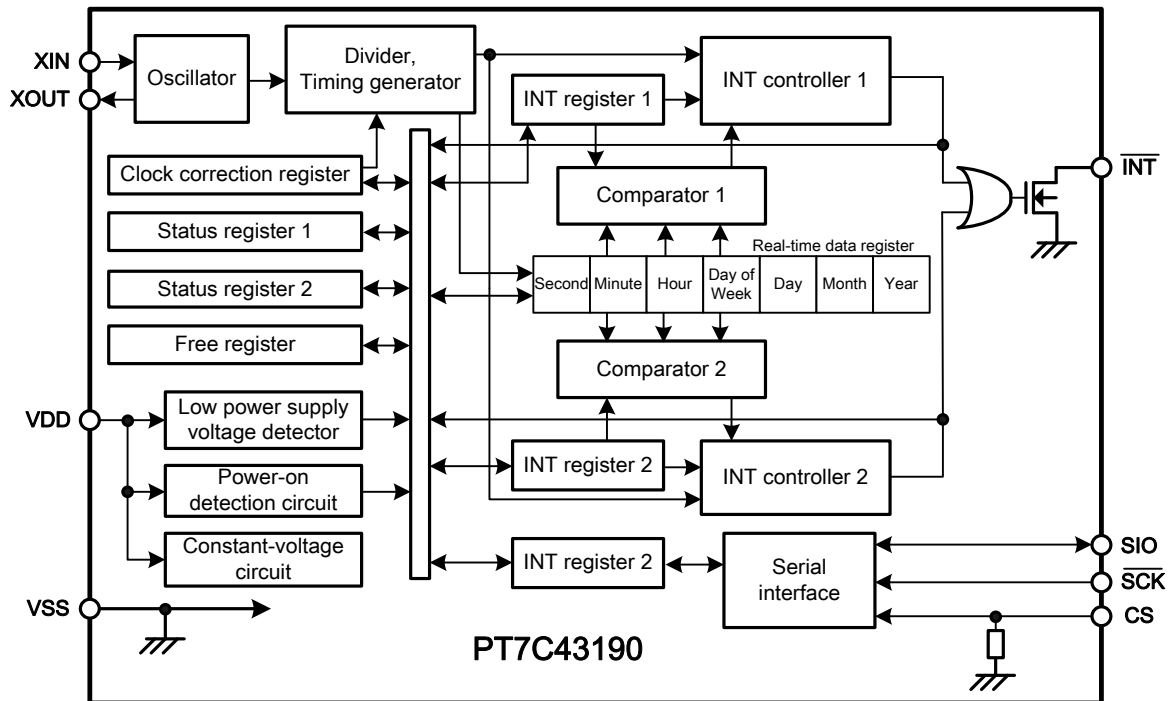 XIN
XOUT
Oscillator
Divider,
Timing generator
INT register 1
INT controller 1
Clock correction register
Comparator 1
INT
Status register 1
Real-time data register
Second
Minute
Hour
Day of
Week
Day
Month
Year
Status register 2
Free register
Comparator 2
VDD
Low power supply
voltage detector
INT register 2
INT controller 2
Power-on
detection circuit
Constant-voltage
circuit
INT register 2
Serial
interface
SIO
SCK
CS
VSS
PT7C43190